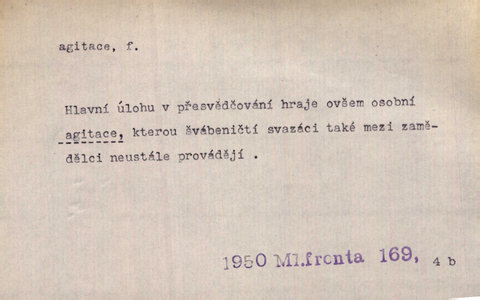 agitace, f.
Hlavní úlohu v přesvědčování hraje ovšem osobní
agitace, kterou švábeničtí svazáci také mezi země-
dělci neustále provádějí .
1950 Ml.fronta 169, 4 b